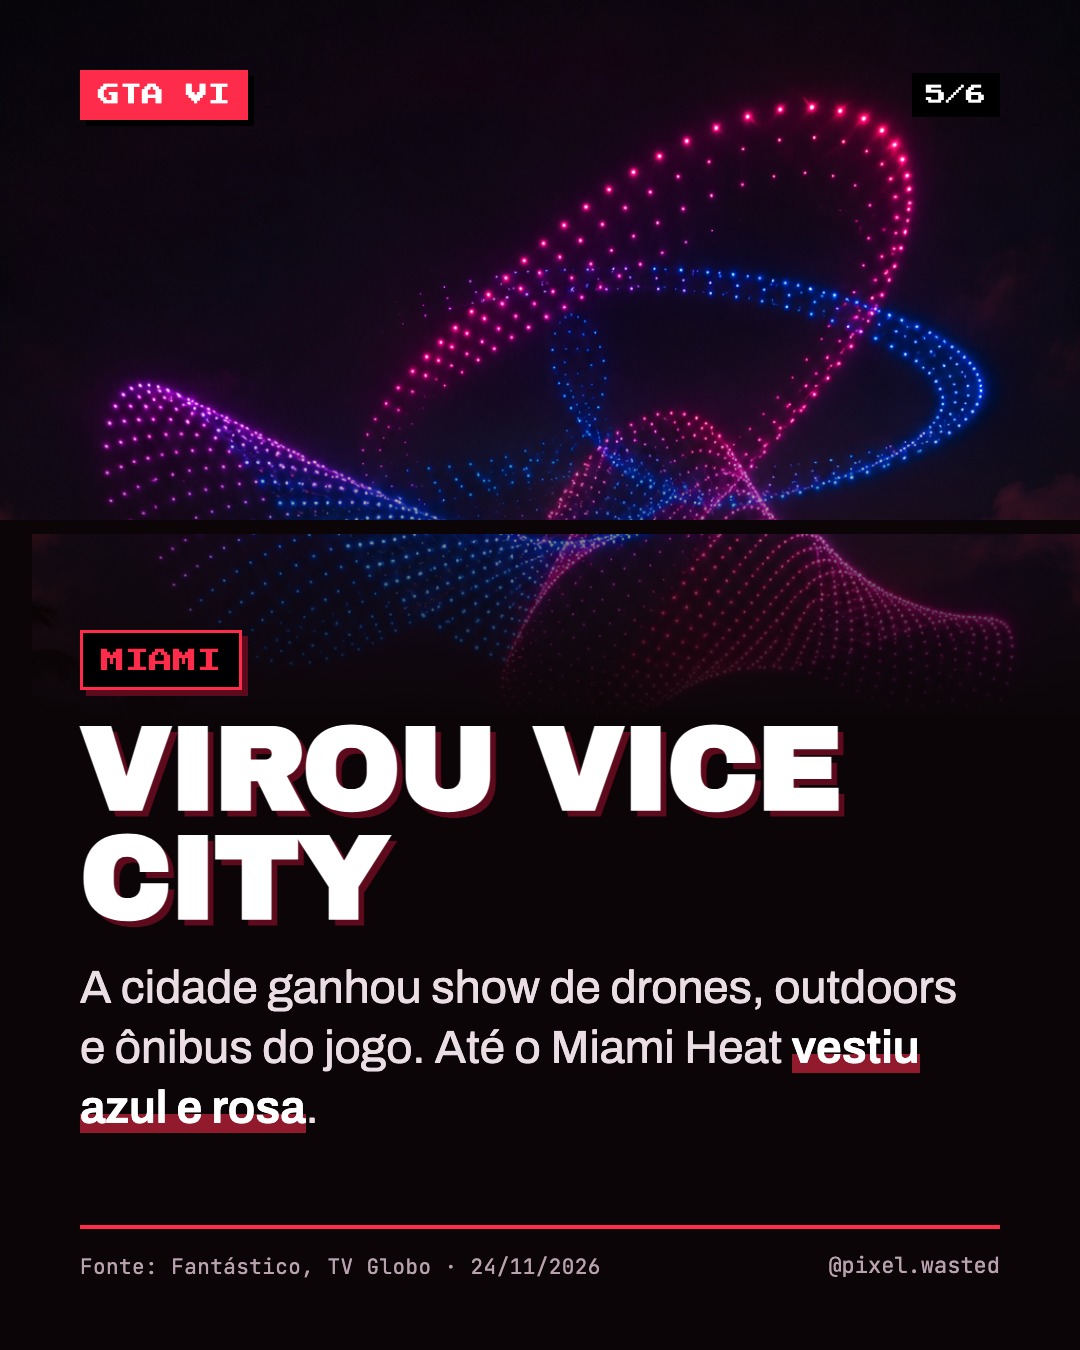 GTA VI
5/6
MIAMI
VIROU VICE
CITY
A cidade ganhou show de drones, outdoors
e ônibus do jogo. Até o Miami Heat vestiu
azul e rosa.
Fonte: Fantástico, TV Globo · 24/11/2026
@pixel.wasted